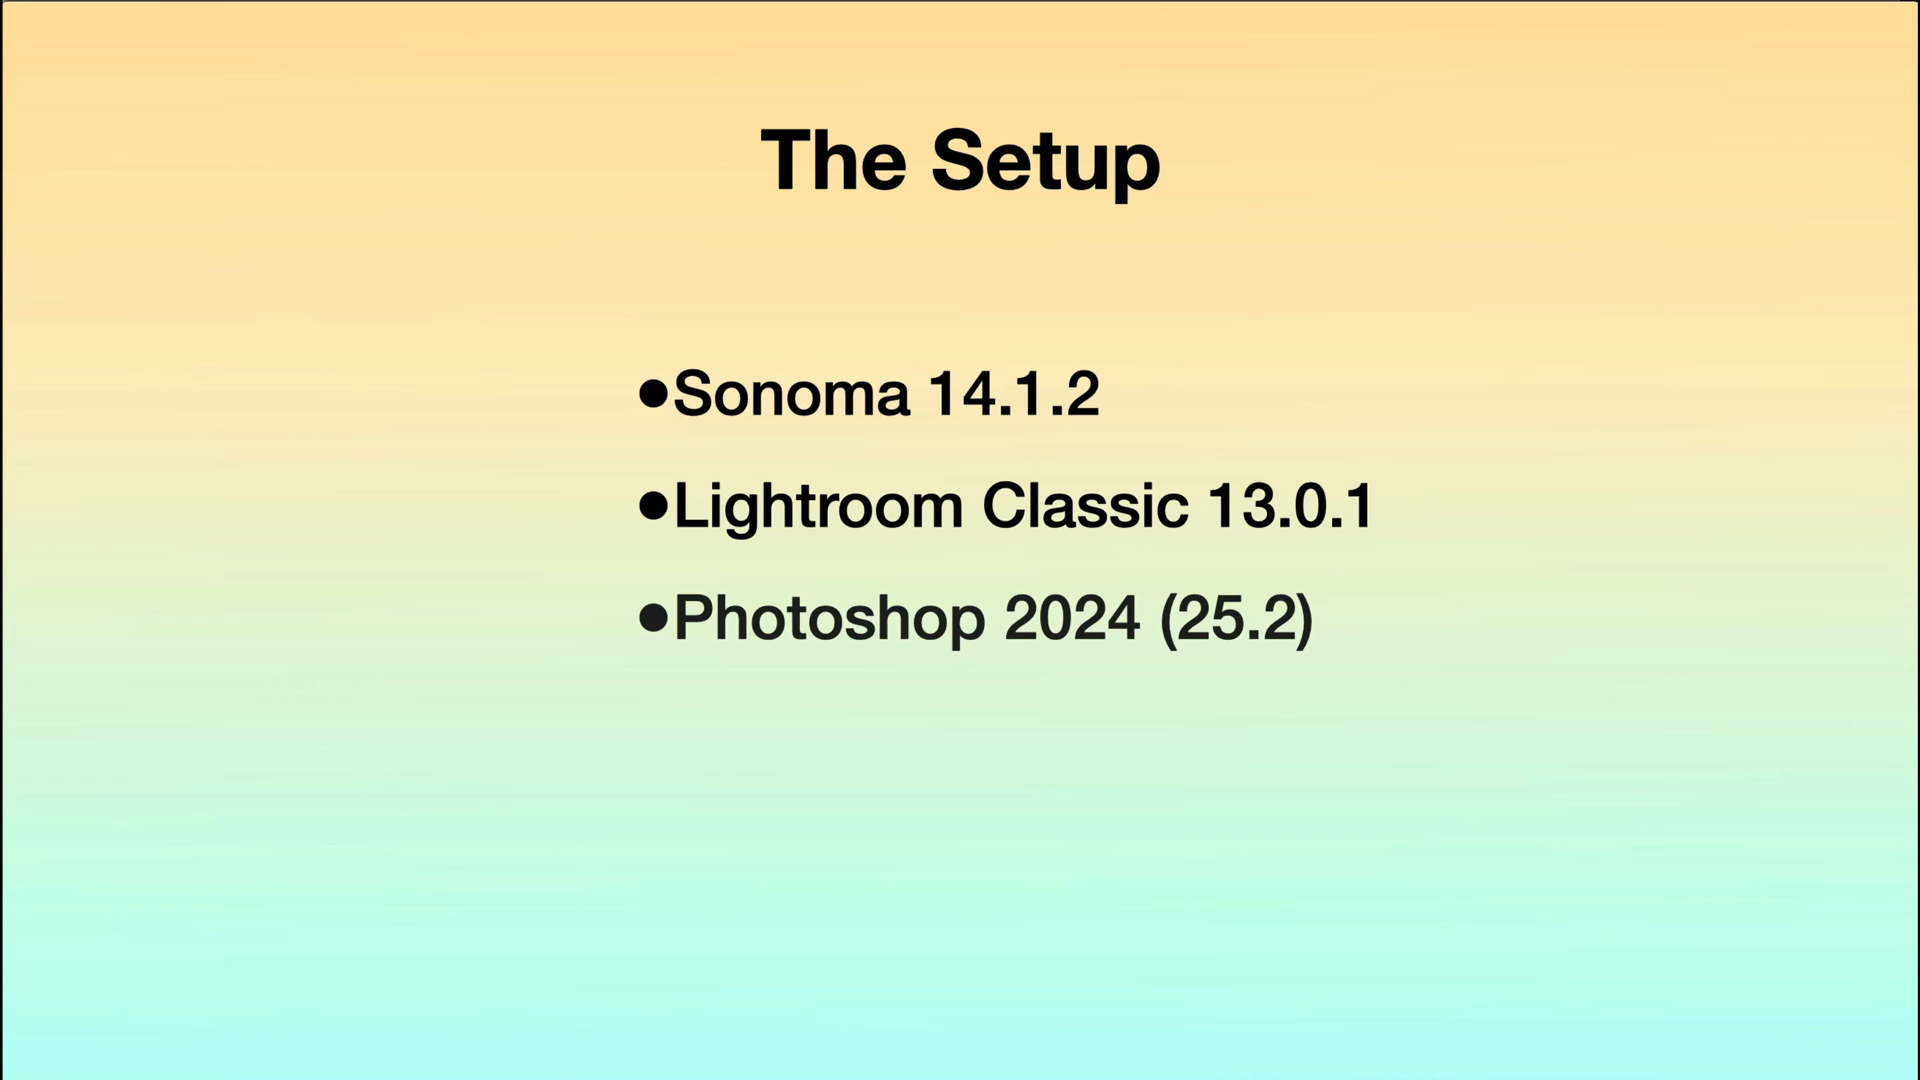 The Setup
•Sonoma 14.1.2
•Lightroom Classic 13.0.1
•Photoshop 2024 (25.2)